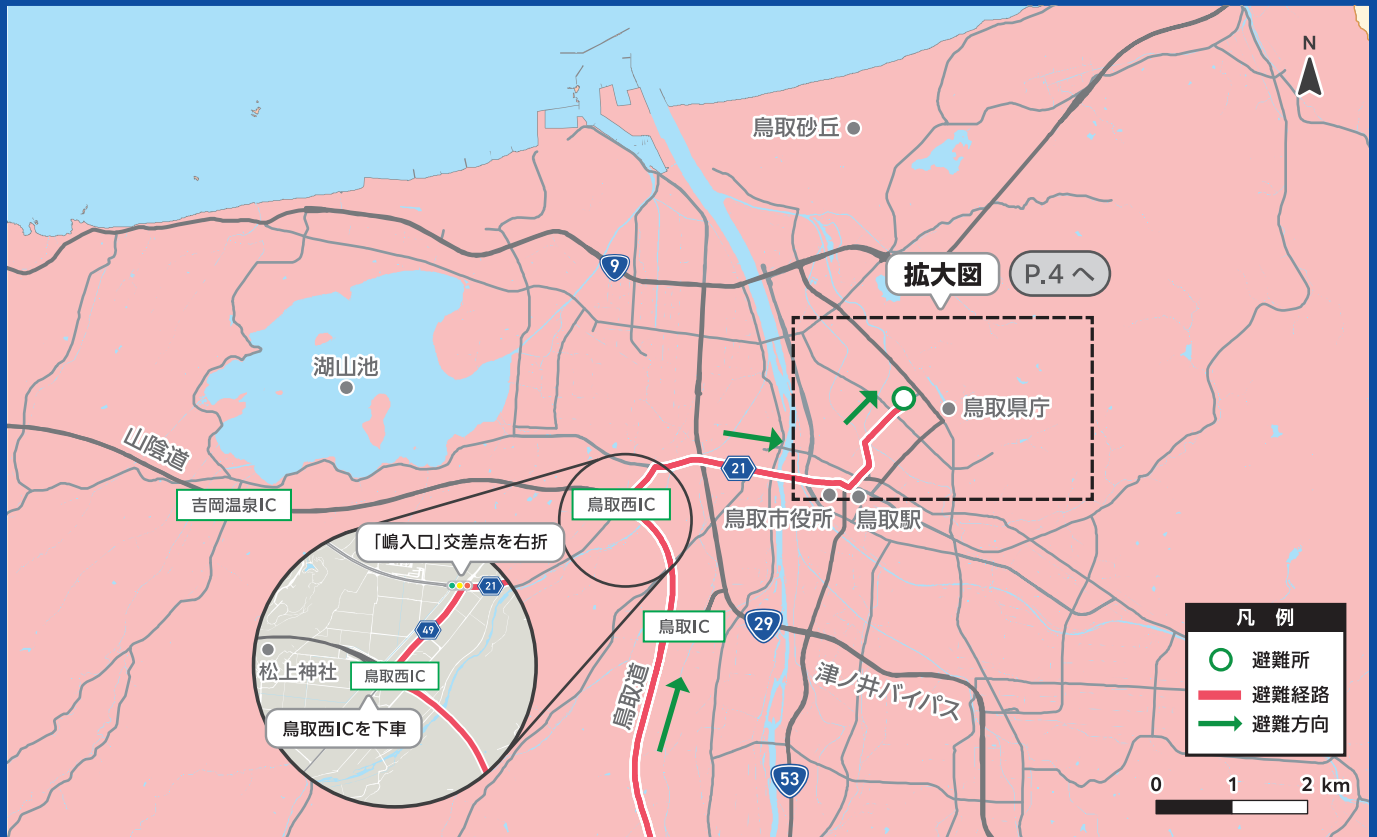 N
鳥取砂丘
9
拡大図
P.4 へ
湖山池
鳥取県庁
山陰道
21
吉岡温泉IC
鳥取西IC
鳥取市役所
鳥取駅
「嶋入口」交差点を右折
21
49
松上神社
鳥取西IC
鳥取西ICを下車
鳥取IC
29
鳥取道
津ノ井バイパス
53
凡 例
避難所
避難経路
避難方向
0 1 2 km